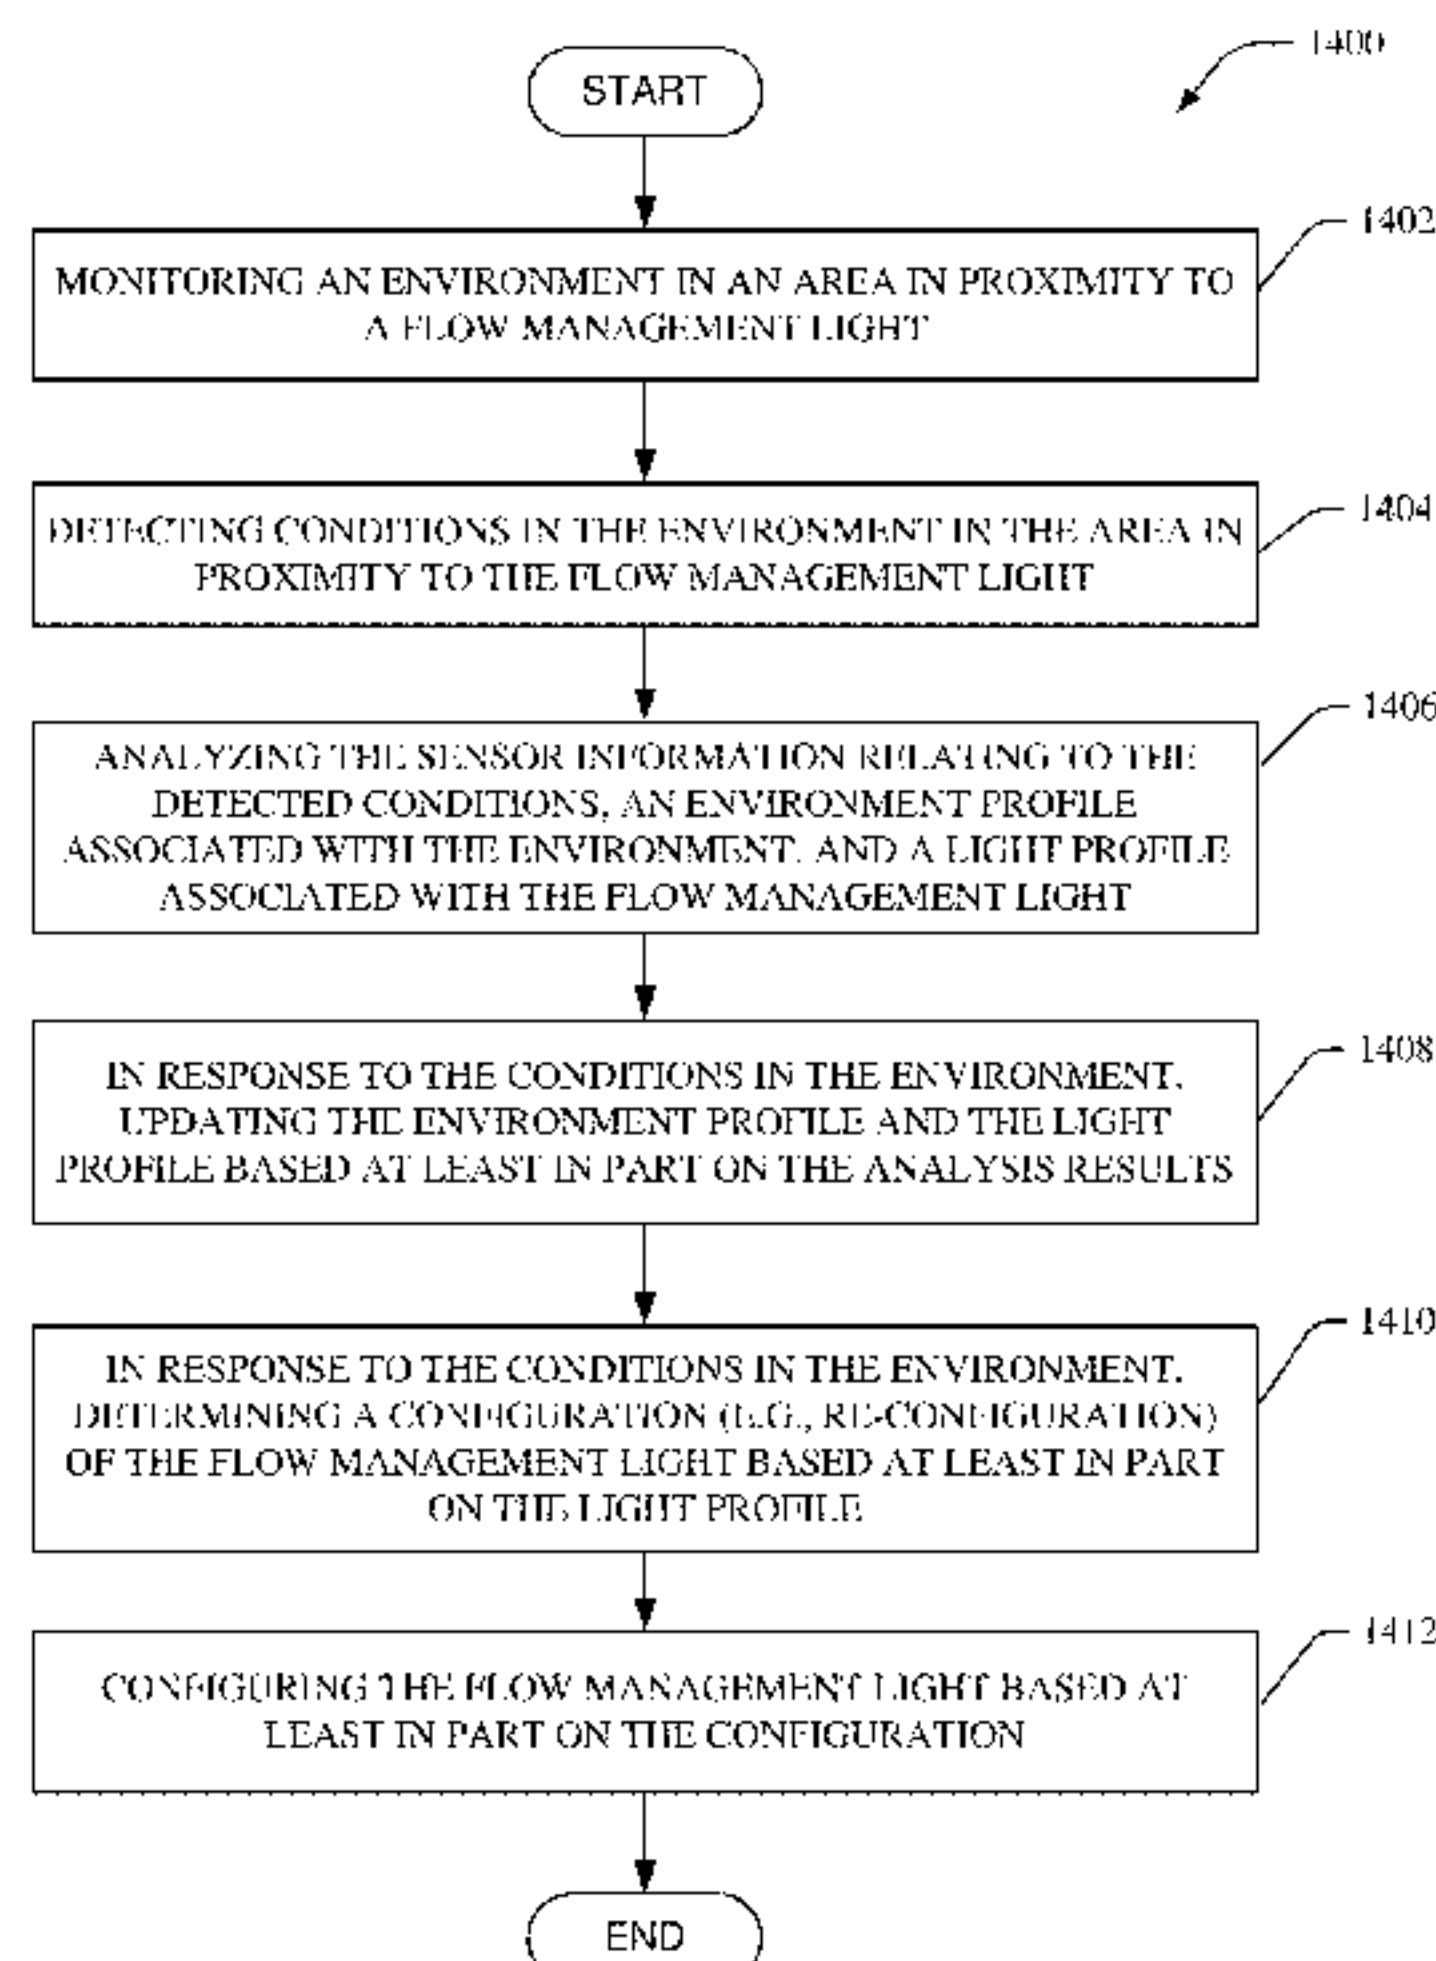 1400
START
1402
MONITORING AN ENVIRONMENT IN AN AREA IN PROXIMITY TO
A FLOW MANAGEMENT LIGHT
1404
DETECTING CONDITIONS IN THE ENVIRONMENT IN THE AREA IN
PROXIMITY TO THE FLOW MANAGEMENT LIGHT
1406
ANALYZING THE SENSOR INFORMATION RELATING TO THE
DETECTED CONDITIONS, AN ENVIRONMENT PROFILE
ASSOCIATED WITH THE ENVIRONMENT, AND A LIGHT PROFILE
ASSOCIATED WITH THE FLOW MANAGEMENT LIGHT
1408
IN RESPONSE TO THE CONDITIONS IN THE ENVIRONMENT,
UPDATING THE ENVIRONMENT PROFILE AND THE LIGHT
PROFILE BASED AT LEAST IN PART ON THE ANALYSIS RESULTS
1410
IN RESPONSE TO THE CONDITIONS IN THE ENVIRONMENT,
DETERMINING A CONFIGURATION (E.G., RE-CONFIGURATION)
OF THE FLOW MANAGEMENT LIGHT BASED AT LEAST IN PART
ON THE LIGHT PROFILE
1412
CONFIGURING THE FLOW MANAGEMENT LIGHT BASED AT
LEAST IN PART ON THE CONFIGURATION
END